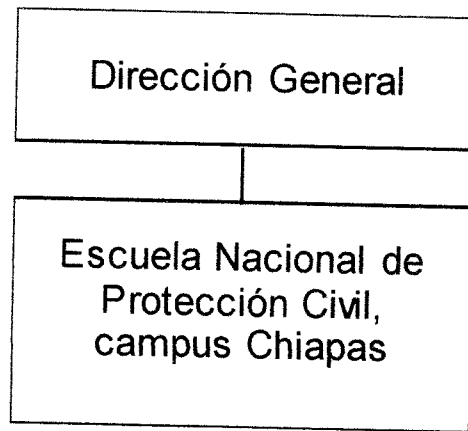 Dirección General
Escuela Nacional de
Protección Civil,
campus Chiapas